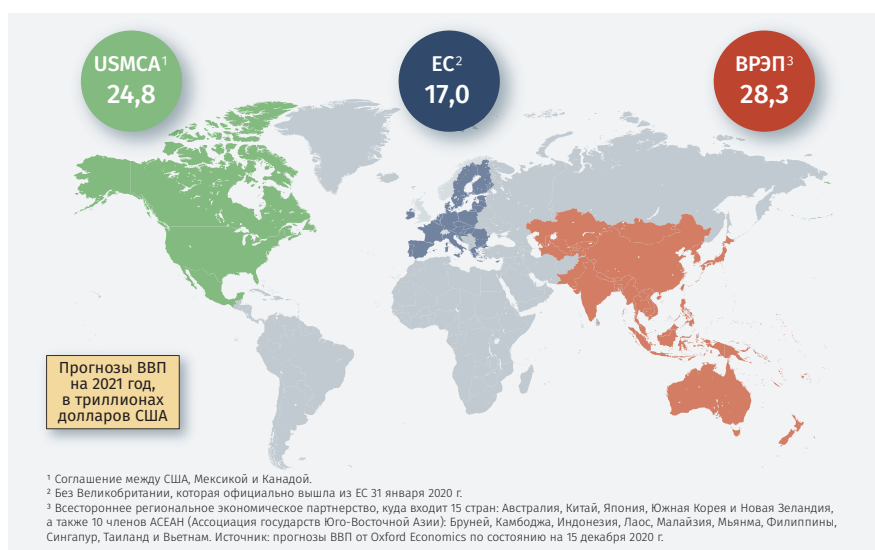 USMCA¹
24,8
ЕС²
17,0
ВРЭП³
28,3
Прогнозы ВВП
на 2021 год,
в триллионах
долларов США
¹ Соглашение между США, Мексикой и Канадой.
² Без Великобритании, которая официально вышла из ЕС 31 января 2020 г.
³ Всестороннее региональное экономическое партнерство, куда входит 15 стран: Австралия, Китай, Япония, Южная Корея и Новая Зеландия,
а также 10 членов АСЕАН (Ассоциация государств Юго-Восточной Азии): Бруней, Камбоджа, Индонезия, Лаос, Малайзия, Мьянма, Филиппины,
Сингапур, Таиланд и Вьетнам. Источник: прогнозы ВВП от Oxford Economics по состоянию на 15 декабря 2020 г.